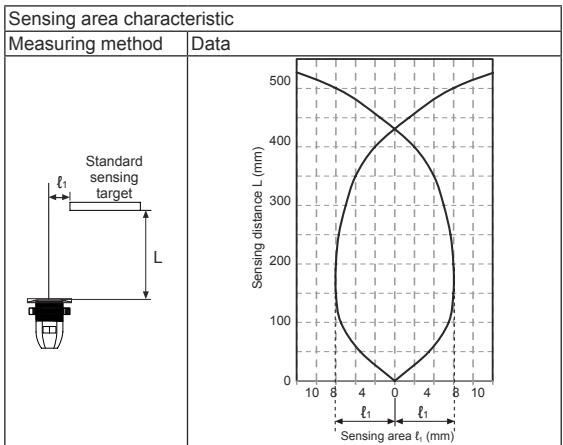 Sensing area characteristic
Measuring method Data
Standard
sensing
target
ℓ1
L
Sensing distance L (mm)
500
400
300
200
100
0
10 8 4 0 4 8 10
ℓ1 ℓ1
Sensing area ℓ1 (mm)